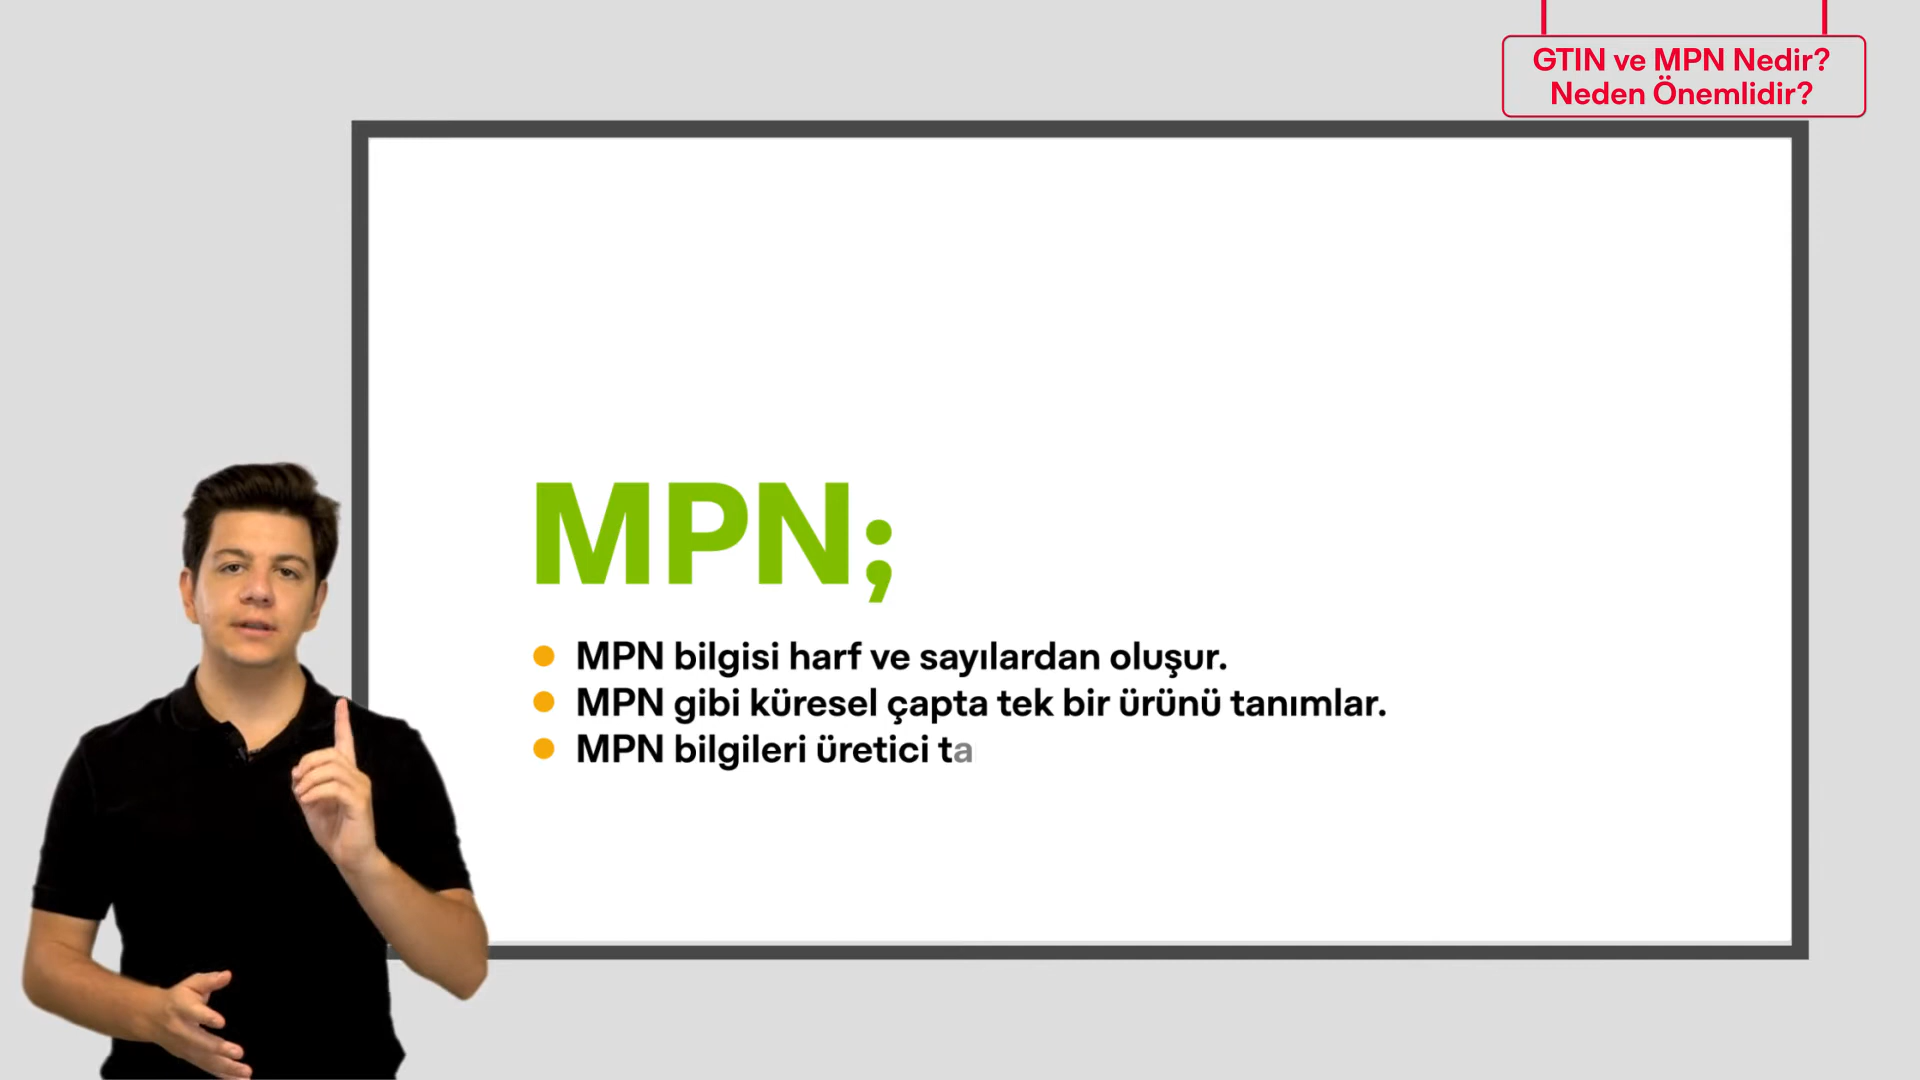 GTIN ve MPN Nedir?
Neden Önemlidir?
MPN;
MPN bilgisi harf ve sayılardan oluşur.
MPN gibi küresel çapta tek bir ürünü tanımlar.
MPN bilgileri üretici ta